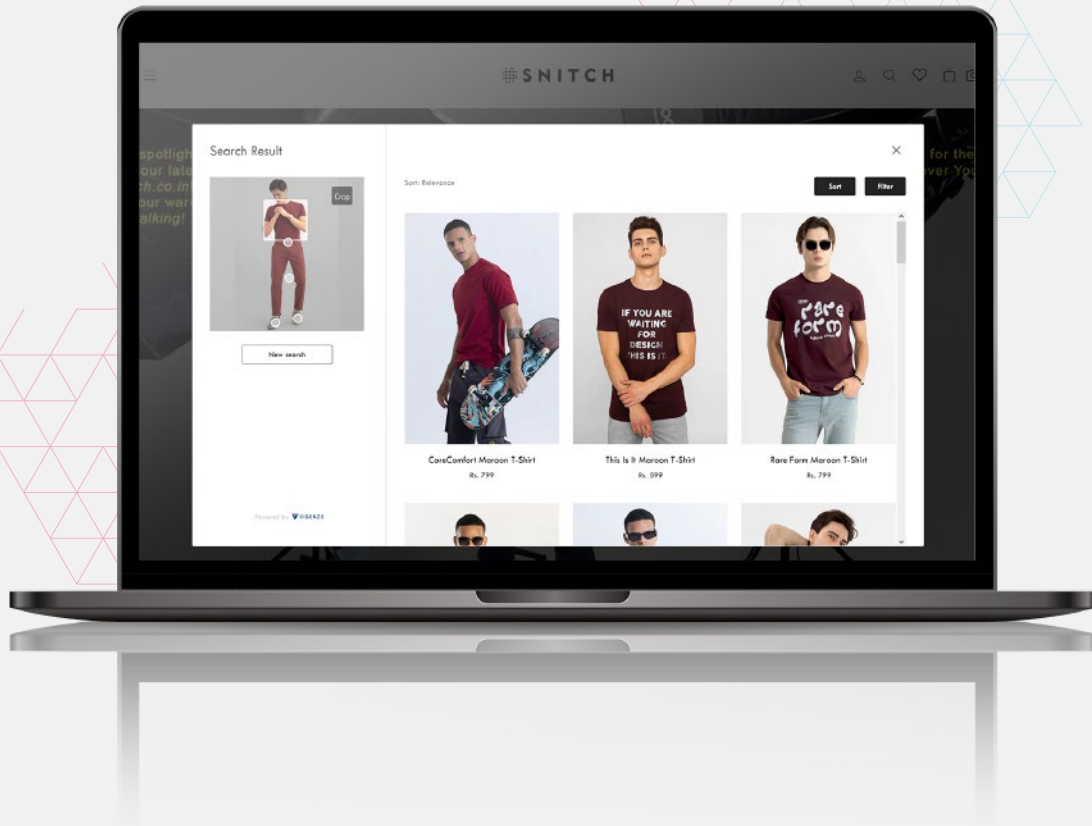 #SNITCH
spotligh
our late
ch.co.in
our war
alking!
for the
ver You
Search Result
Crop
New search
Powered by VISENZE
Sort: Relevance
Sort
Filter
IF YOU ARE
WAITING
FOR
DESIGN
THIS IS IT.
rare
form
CoreComfort Maroon T-Shirt
Rs. 799
This Is It Maroon T-Shirt
Rs. 599
Rare Form Maroon T-Shirt
Rs. 799